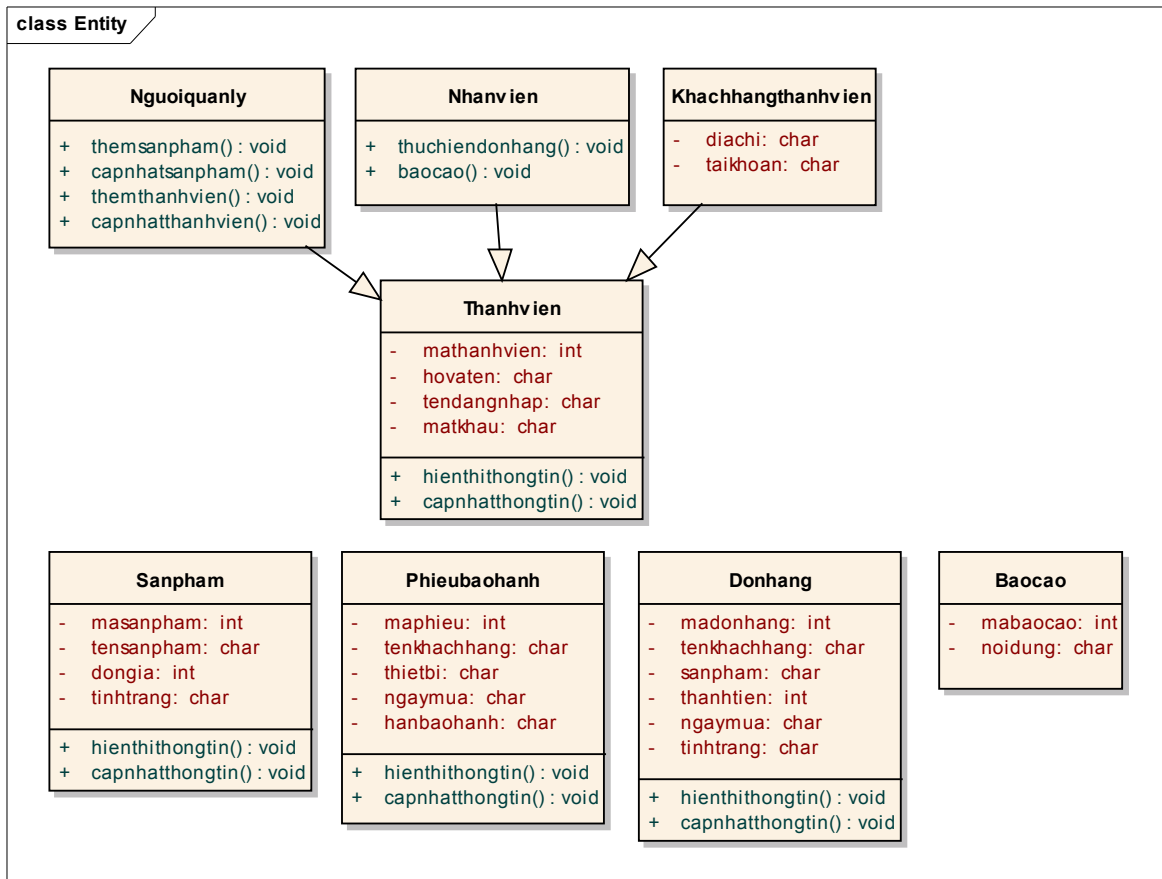 class Entity
Nguoiquanly
+ themsanpham() : void
+ capnhatsanpham() : void
+ themthanhvien() : void
+ capnhatthanhvien() : void
Nhanvien
+ thuchiendonhang() : void
+ baocao() : void
Khachhangthanhvien
- diachi: char
- taikhoan: char
Thanhvien
- mathanhvien: int
- hovaten: char
- tendangnhap: char
- matkhau: char
+ hienthithongtin() : void
+ capnhatthongtin() : void
Sanpham
- masanpham: int
- tensanpham: char
- dongia: int
- tinhtrang: char
+ hienthithongtin() : void
+ capnhatthongtin() : void
Phieubaohanh
- maphieu: int
- tenkhachhang: char
- thietbi: char
- ngaymua: char
- hanbaohanh: char
+ hienthithongtin() : void
+ capnhatthongtin() : void
Donhang
- madonhang: int
- tenkhachhang: char
- sanpham: char
- thanhtien: int
- ngaymua: char
- tinhtrang: char
+ hienthithongtin() : void
+ capnhatthongtin() : void
Baocao
- mabaocao: int
- noidung: char